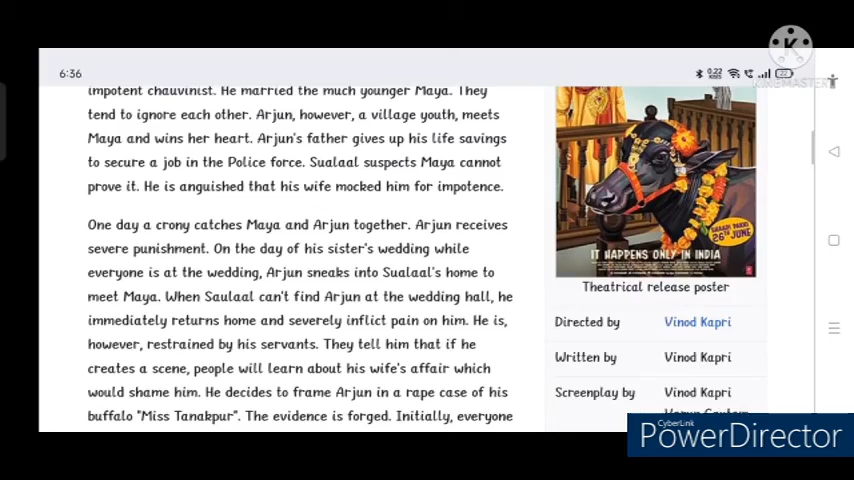 6:36
0.22
KB/S
22
KINEMASTER
impotent chauvinist. He married the much younger Maya. They
tend to ignore each other. Arjun, however, a village youth, meets
Maya and wins her heart. Arjun's father gives up his life savings
to secure a job in the Police force. Sualaal suspects Maya cannot
prove it. He is anguished that his wife mocked him for impotence.
One day a crony catches Maya and Arjun together. Arjun receives
severe punishment. On the day of his sister's wedding while
everyone is at the wedding, Arjun sneaks into Sualaal's home to
meet Maya. When Saulaal can't find Arjun at the wedding hall, he
immediately returns home and severely inflict pain on him. He is,
however, restrained by his servants. They tell him that if he
creates a scene, people will learn about his wife's affair which
would shame him. He decides to frame Arjun in a rape case of his
buffalo "Miss Tanakpur". The evidence is forged. Initially, everyone
26TH JUNE
IT HAPPENS ONLY IN INDIA
Theatrical release poster
Directed by Vinod Kapri
Written by Vinod Kapri
Screenplay by Vinod Kapri
CyberLink
PowerDirector